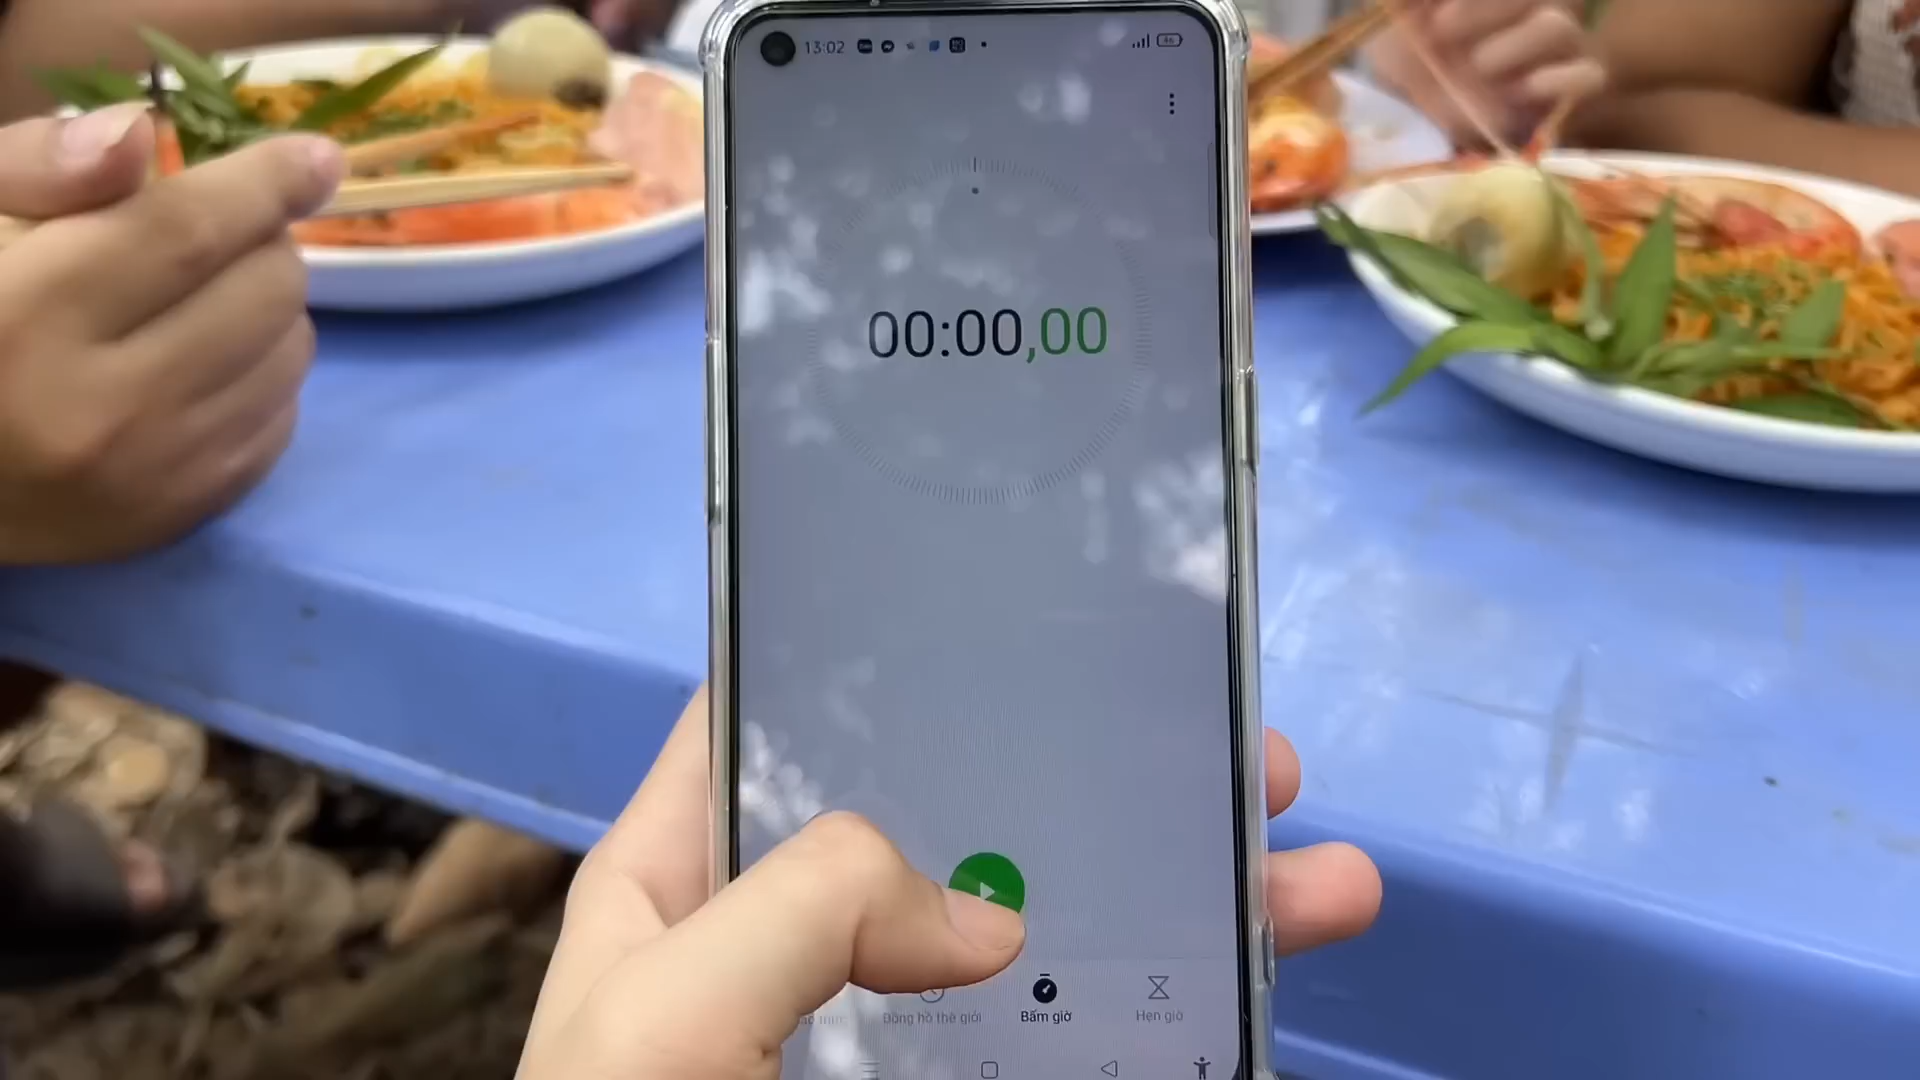 13:02
00:00,00
Đồng hồ thế giới
Bấm giờ
Hẹn giờ